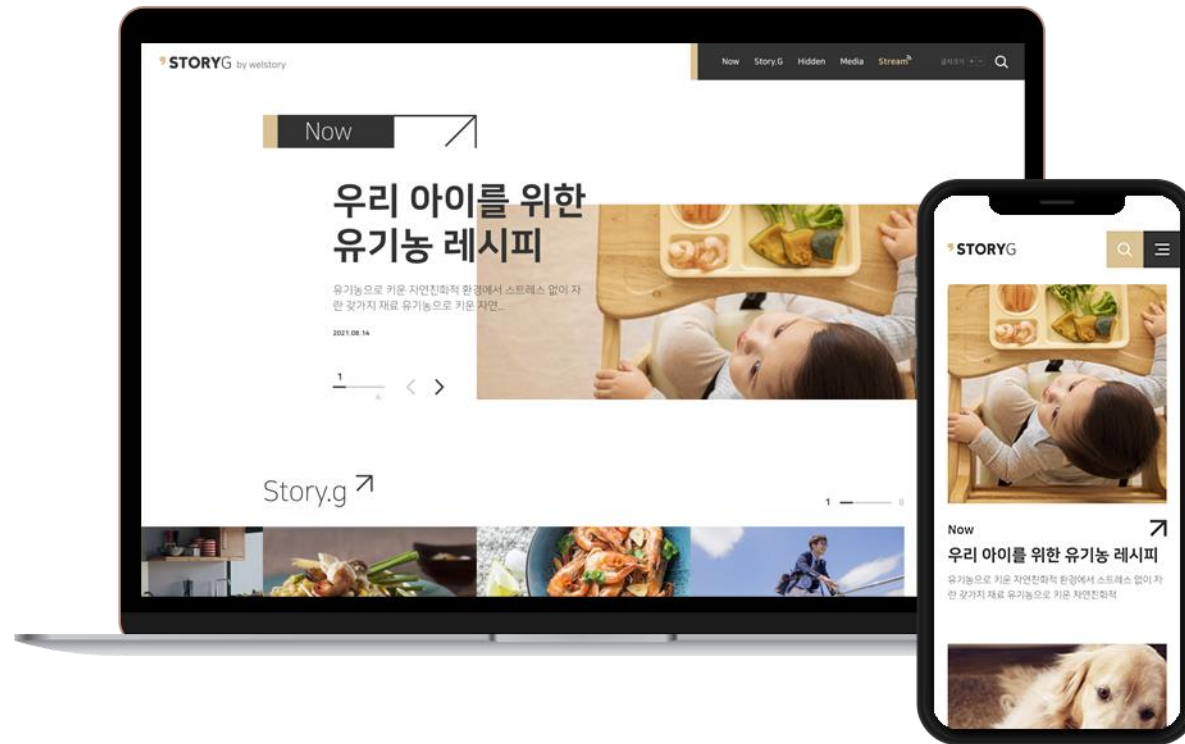 STORYG by welstory
Now Story.G Hidden Media Stream 글자크기 + -
Now
우리 아이를 위한
유기농 레시피
유기농으로 키운 자연친화적 환경에서 스트레스 없이 자
란 갖가지 재료 유기농으로 키운 자연...
2021.08.14
1
Story.g
1 8
STORYG
Now
우리 아이를 위한 유기농 레시피
유기농으로 키운 자연친화적 환경에서 스트레스 없이 자
란 갖가지 재료 유기농으로 키운 자연친화적